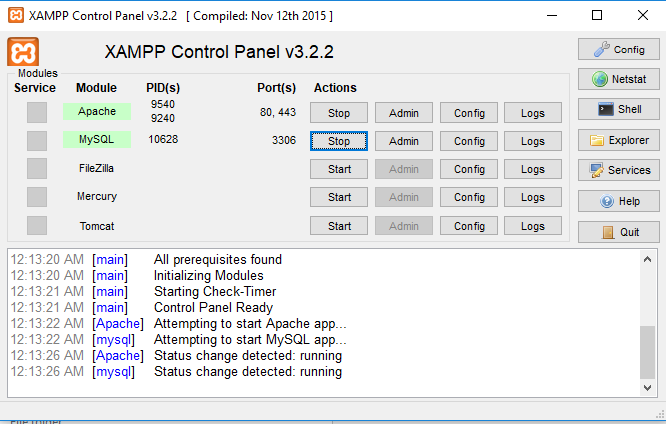 XAMPP Control Panel v3.2.2 [ Compiled: Nov 12th 2015 ]
XAMPP Control Panel v3.2.2
Config
Modules
Service Module PID(s) Port(s) Actions
Netstat
Apache 9540 9240 80, 443 Stop Admin Config Logs
Shell
MySQL 10628 3306 Stop Admin Config Logs
Explorer
FileZilla Start Admin Config Logs
Services
Mercury Start Admin Config Logs
Help
Tomcat Start Admin Config Logs
Quit
12:13:20 AM [main] All prerequisites found
12:13:20 AM [main] Initializing Modules
12:13:21 AM [main] Starting Check-Timer
12:13:21 AM [main] Control Panel Ready
12:13:22 AM [Apache] Attempting to start Apache app...
12:13:22 AM [mysql] Attempting to start MySQL app...
12:13:26 AM [Apache] Status change detected: running
12:13:26 AM [mysql] Status change detected: running